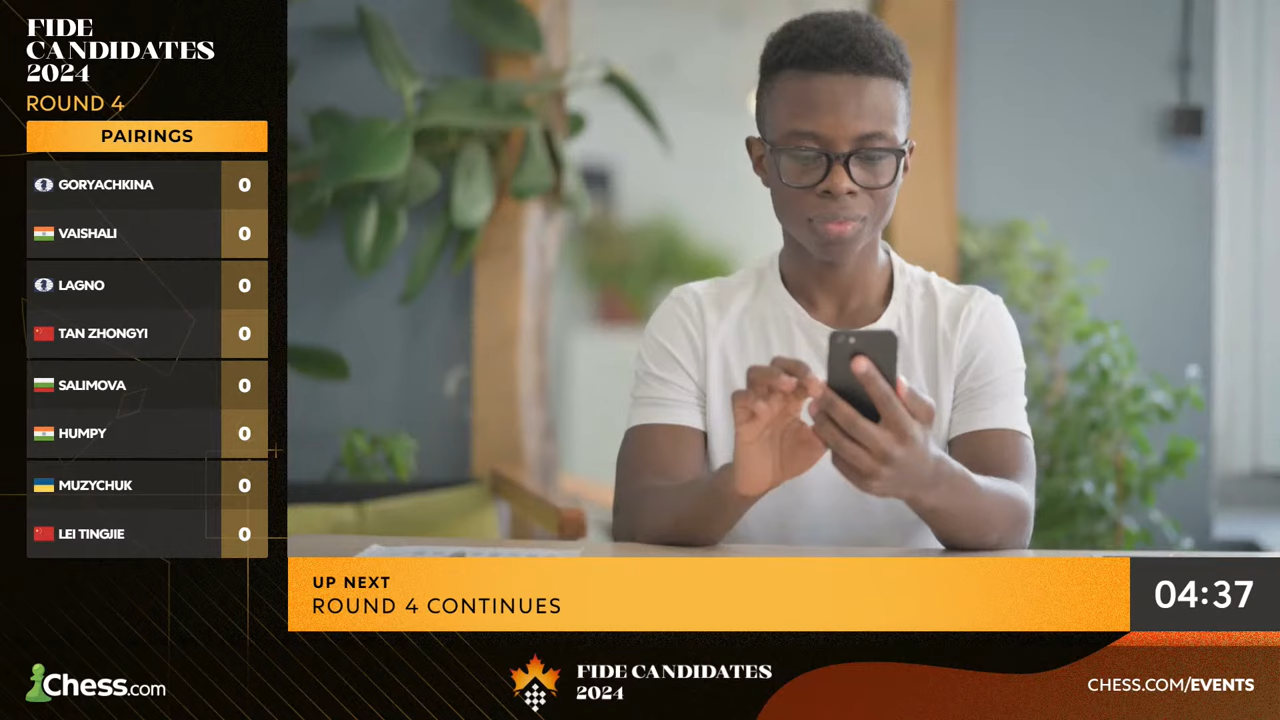 FIDE
CANDIDATES
2024
ROUND 4
PAIRINGS
GORYACHKINA 0
VAISHALI 0
LAGNO 0
TAN ZHONGYI 0
SALIMOVA 0
HUMPY 0
MUZYCHUK 0
LEI TINGJIE 0
UP NEXT
ROUND 4 CONTINUES
04:37
Chess.com
FIDE CANDIDATES
2024
CHESS.COM/EVENTS